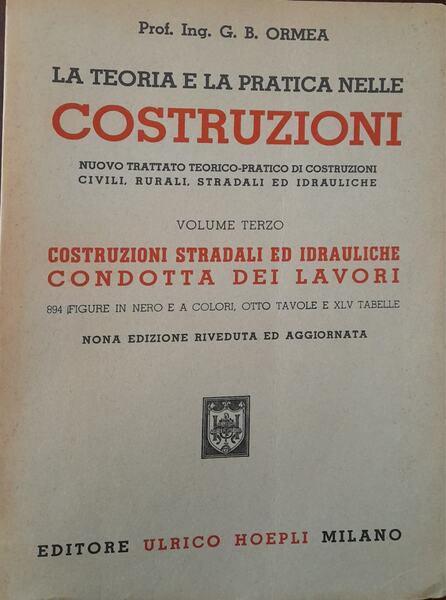 Prof. Ing. G. B. ORMEA
LA TEORIA E LA PRATICA NELLE
COSTRUZIONI
NUOVO TRATTATO TEORICO-PRATICO DI COSTRUZIONI
CIVILI, RURALI, STRADALI ED IDRAULICHE
VOLUME TERZO
COSTRUZIONI STRADALI ED IDRAULICHE
CONDOTTA DEI LAVORI
894 FIGURE IN NERO E A COLORI, OTTO TAVOLE E XLV TABELLE
NONA EDIZIONE RIVEDUTA ED AGGIORNATA
EDITORE ULRICO HOEPLI MILANO